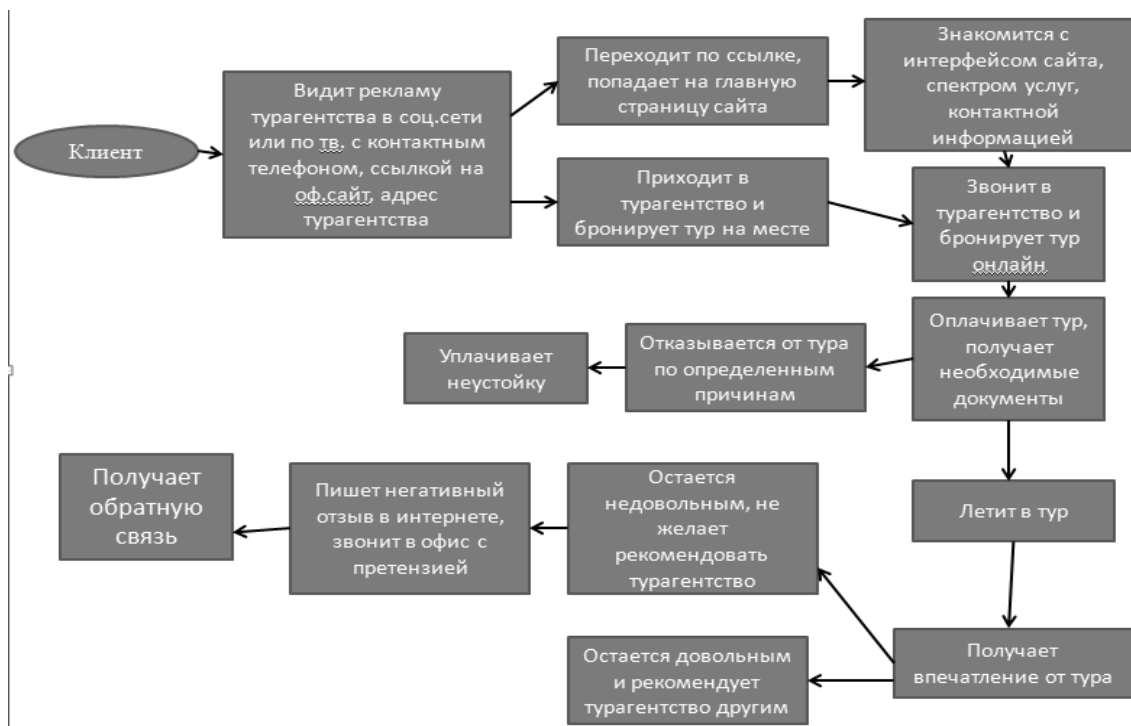 Клиент
Видит рекламу
турагентства в соц.сети
или по тв. с контактным
телефоном, ссылкой на
оф.сайт, адрес
турагентства
Переходит по ссылке,
попадает на главную
страницу сайта
Знакомится с
интерфейсом сайта,
спектром услуг,
контактной
информацией
Приходит в
турагентство и
бронирует тур на месте
Звонит в
турагентство и
бронирует тур
онлайн
Оплачивает тур,
получает
необходимые
документы
Отказывается от тура
по определенным
причинам
Уплачивает
неустойку
Летит в тур
Получает
впечатление от тура
Остается
недовольным, не
желает
рекомендовать
турагентство
Пишет негативный
отзыв в интернете,
звонит в офис с
претензией
Получает
обратную
связь
Остается довольным
и рекомендует
турагентство другим